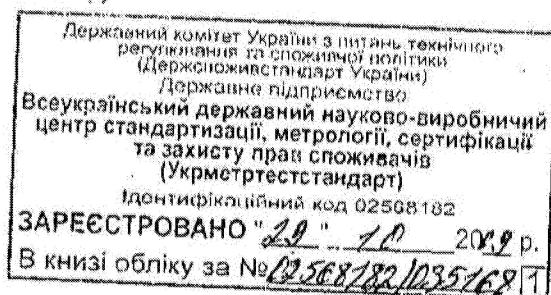 Державний комітет України з питань технічного
регулювання та споживчої політики
(Держспоживстандарт України)
Державне підприємство
Всеукраїнський державний науково-виробничий
центр стандартизації, метрології, сертифікації
та захисту прав споживачів
(Укрметртестстандарт)
Ідентифікаційний код 02568182
ЗАРЕЄСТРОВАНО "29" 10 2009 р.
В книзі обліку за № 02568182/035168 1